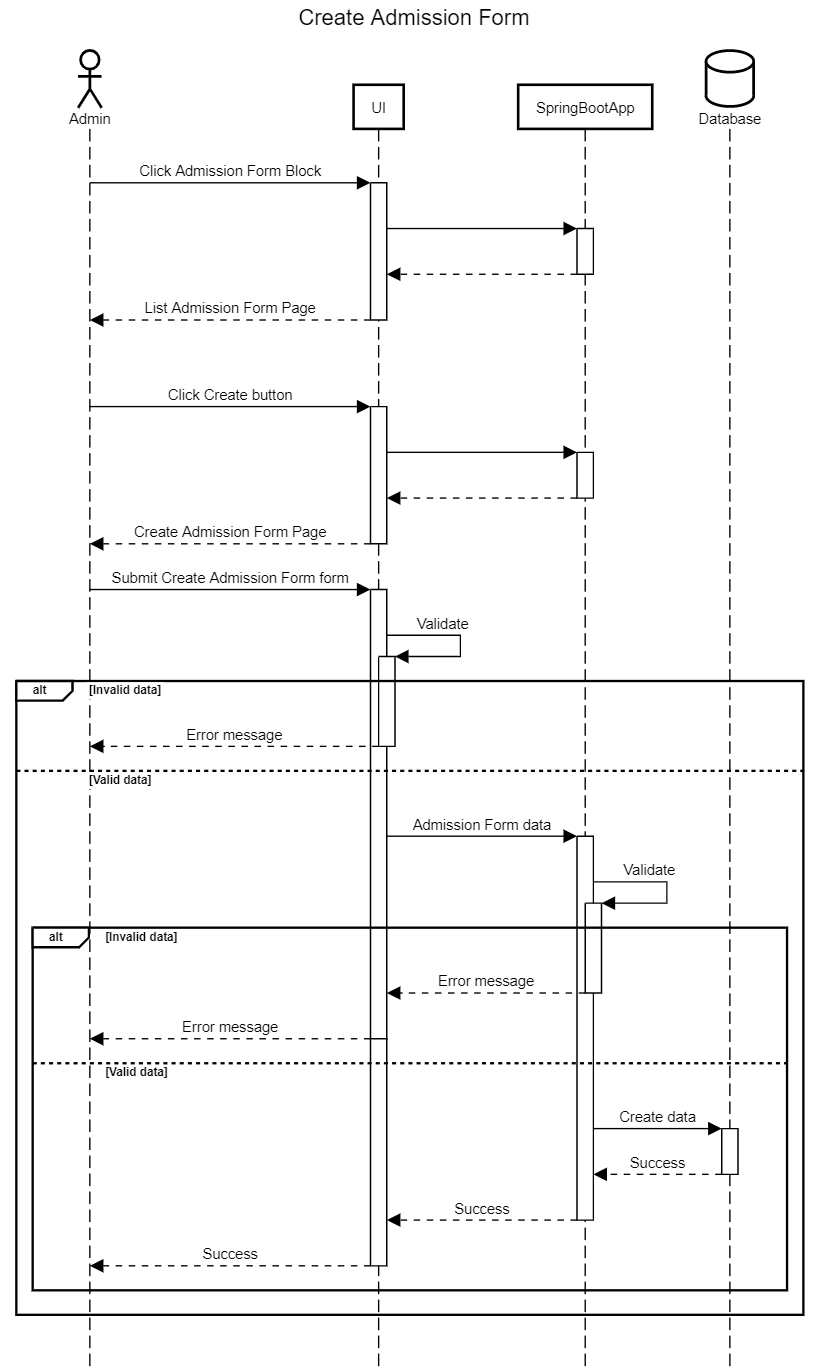 Create Admission Form
Admin
UI
SpringBootApp
Database
Click Admission Form Block
List Admission Form Page
Click Create button
Create Admission Form Page
Submit Create Admission Form form
Validate
alt
[Invalid data]
Error message
[Valid data]
Admission Form data
Validate
alt
[Invalid data]
Error message
Error message
[Valid data]
Create data
Success
Success
Success